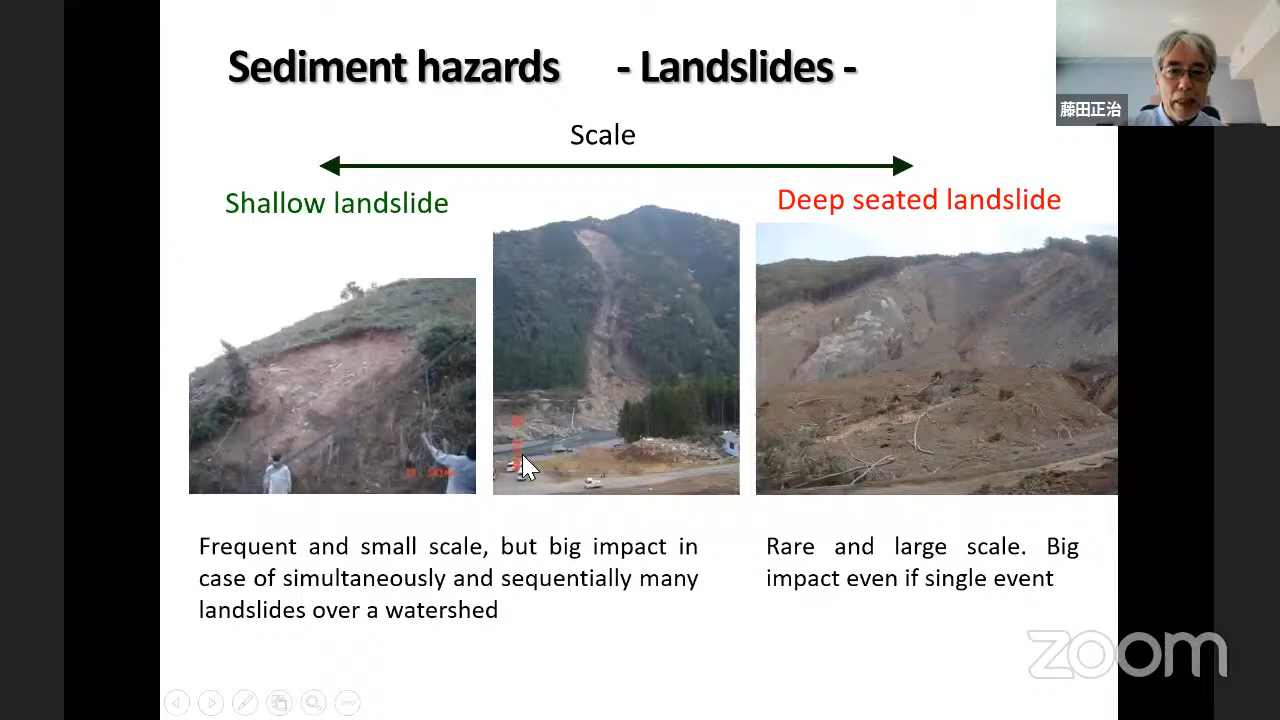 Sediment hazards - Landslides -
藤田正治
Scale
Shallow landslide
Deep seated landslide
Frequent and small scale, but big impact in
case of simultaneously and sequentially many
landslides over a watershed
Rare and large scale. Big
impact even if single event
zoom